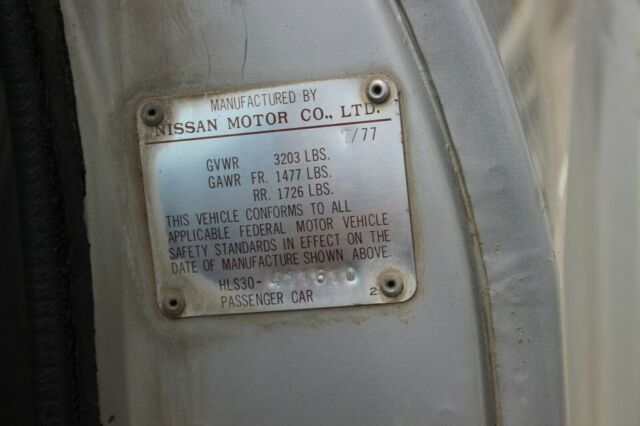 MANUFACTURED BY
NISSAN MOTOR CO., LTD.
7/77
GVWR 3203 LBS.
GAWR FR. 1477 LBS.
RR. 1726 LBS.
THIS VEHICLE CONFORMS TO ALL
APPLICABLE FEDERAL MOTOR VEHICLE
SAFETY STANDARDS IN EFFECT ON THE
DATE OF MANUFACTURE SHOWN ABOVE.
HLS30-
PASSENGER CAR 2